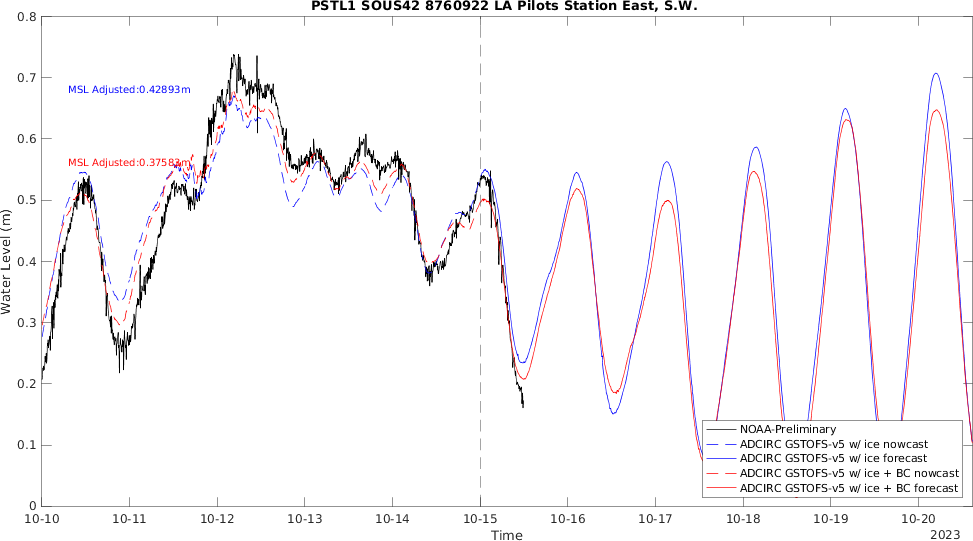 PSTL1 SOUS42 8760922 LA Pilots Station East, S.W.
0.8
0.7
0.6
0.5
0.4
0.3
0.2
0.1
0
Water Level (m)
MSL Adjusted:0.42893m
MSL Adjusted:0.37583m
NOAA-Preliminary
ADCIRC GSTOFS-v5 w/ ice nowcast
ADCIRC GSTOFS-v5 w/ ice forecast
ADCIRC GSTOFS-v5 w/ ice + BC nowcast
ADCIRC GSTOFS-v5 w/ ice + BC forecast
10-10 10-11 10-12 10-13 10-14 10-15 10-16 10-17 10-18 10-19 10-20
2023
Time